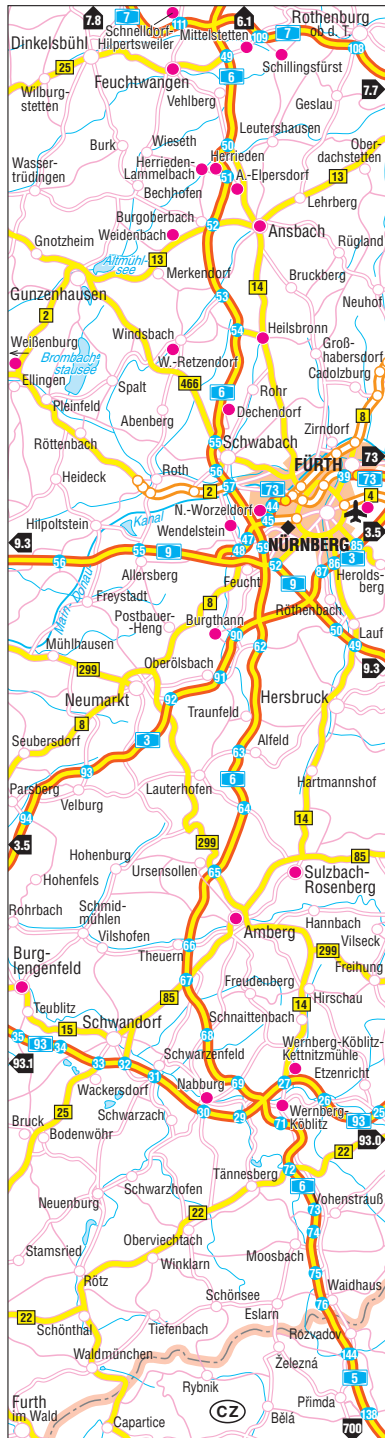 7.8
7
111
6.1
Rothenburg
ob d. T.
Schnelldorf-
Hilpertsweiler
Mittelstetten
109
7
108
Dinkelsbühl
49
6
Schillingsfürst
25
Feuchtwangen
7.7
Wilburg-
stetten
Vehlberg
Geslau
Leutershausen
Burk
Wieseth
50
Ober-
dachstetten
Wasser-
trüdingen
Herrieden-
Lammelbach
Herrieden
51
A.-Elpersdorf
13
Bechhofen
Lehrberg
Burgoberbach
52
Weidenbach
Ansbach
Gnotzheim
Altmühl-
see
13
Rügland
Merkendorf
Gunzenhausen
14
Bruckberg
53
Neuhof
2
54
Weißenburg
Windsbach
Heilsbronn
Groß-
habersdorf
Brombach-
stausee
W.-Retzendorf
Ellingen
Cadolzburg
Spalt
466
6
Rohr
Pleinfeld
Dechendorf
8
Abenberg
Zirndorf
Röttenbach
55
Schwabach
73
FÜRTH
Heideck
Roth
56
39
73
57
73
4
2
N.-Worzeldorf
44
45
Hilpoltstein
Kanal
Wendelstein
3.5
9.3
47
NÜRNBERG
85
56
55
9
48
59
3
86
52
87
Allersberg
Feucht
9
Herolds-
berg
Main-Donau-
Freystadt
8
Röthenbach
Postbauer-
-Heng
Burgthann
50
Lauf
90
49
Mühlhausen
62
9.3
299
Oberölsbach
91
Neumarkt
92
Hersbruck
8
Traunfeld
3
Seubersdorf
63
Alfeld
93
6
Parsberg
Lauterhofen
Hartmannshof
Velburg
64
94
14
3.5
299
85
Hohenburg
Ursensollen
65
Hohenfels
Sulzbach-
Rosenberg
Rohrbach
Schmid-
mühlen
Hannbach
Amberg
Vilseck
Vilshofen
66
Burg-
lengenfeld
Theuern
299
67
Freihung
85
Freudenberg
Teublitz
14
Hirschau
Schnaittenbach
15
Schwandorf
35
93
34
68
Wernberg-Köblitz-
Kettnitzmühle
93.1
33
32
Schwarzenfeld
Etzenricht
31
69
27
Wackersdorf
Nabburg
26
25
25
30
29
Wernberg-
Köblitz
93
Bruck
Schwarzach
71
93.0
Bodenwöhr
22
72
Tännesberg
6
Schwarzhofen
Neuenburg
73
Vohenstrauß
22
74
Oberviechtach
Stamsried
Moosbach
Winklarn
75
Rötz
Waidhaus
76
Schönsee
22
Eslarn
Schönthal
Tiefenbach
Rozvadov
144
Waldmünchen
Železná
5
Furth
im Wald
Rybnik
Přimda
CZ
Bělá
138
Capartice
700